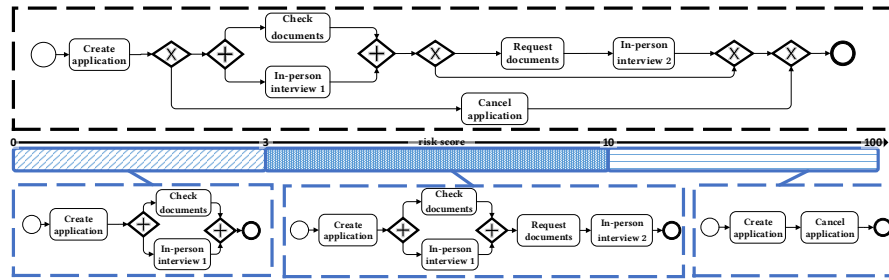 Check
documents
Create
application
X
X
Request
documents
In-person
interview 2
X
X
In-person
interview 1
Cancel
application
0
3
risk score
10
100
Check
documents
Create
application
In-person
interview 1
Check
documents
Create
application
Request
documents
In-person
interview 2
In-person
interview 1
Create
application
Cancel
application